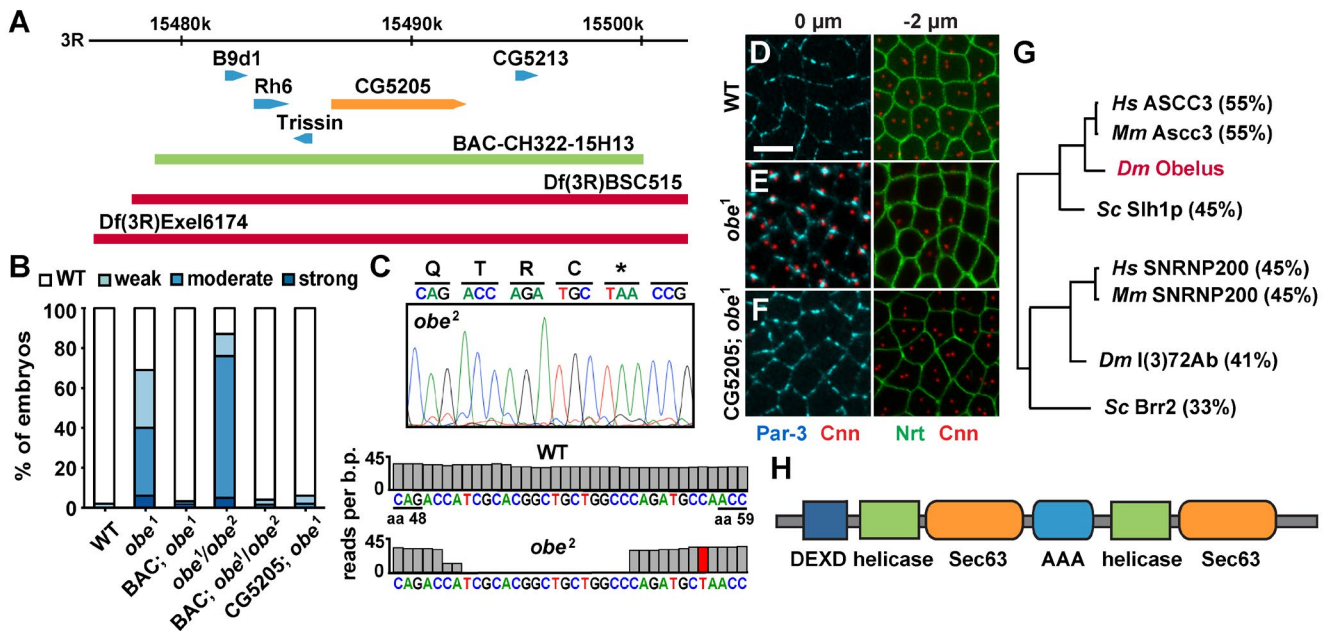 A
15480k 15490k 15500k
3R
B9d1
CG5213
Rh6
CG5205
Trissin
BAC-CH322-15H13
Df(3R)BSC515
Df(3R)Exel6174
B
WT weak moderate strong
% of embryos
100
80
60
40
20
0
WT
obe1
BAC; obe1
obe1/obe2
BAC; obe1/obe2
CG5205; obe1
C
Q T R C *
CAG ACC AGA TGC TAA CCG
obe2
WT
reads per b.p.
45
0
CAGACCATCGCACGGCTGCTGGCCCAGATGCCAACC
aa 48 aa 59
obe2
45
0
CAGACCATCGCACGGCTGCTGGCCCAGATGCTAACC
0 µm -2 µm
D
WT
E
obe1
F
CG5205; obe1
Par-3 Cnn Nrt Cnn
G
Hs ASCC3 (55%)
Mm Ascc3 (55%)
Dm Obelus
Sc Slh1p (45%)
Hs SNRNP200 (45%)
Mm SNRNP200 (45%)
Dm l(3)72Ab (41%)
Sc Brr2 (33%)
H
DEXD helicase Sec63 AAA helicase Sec63